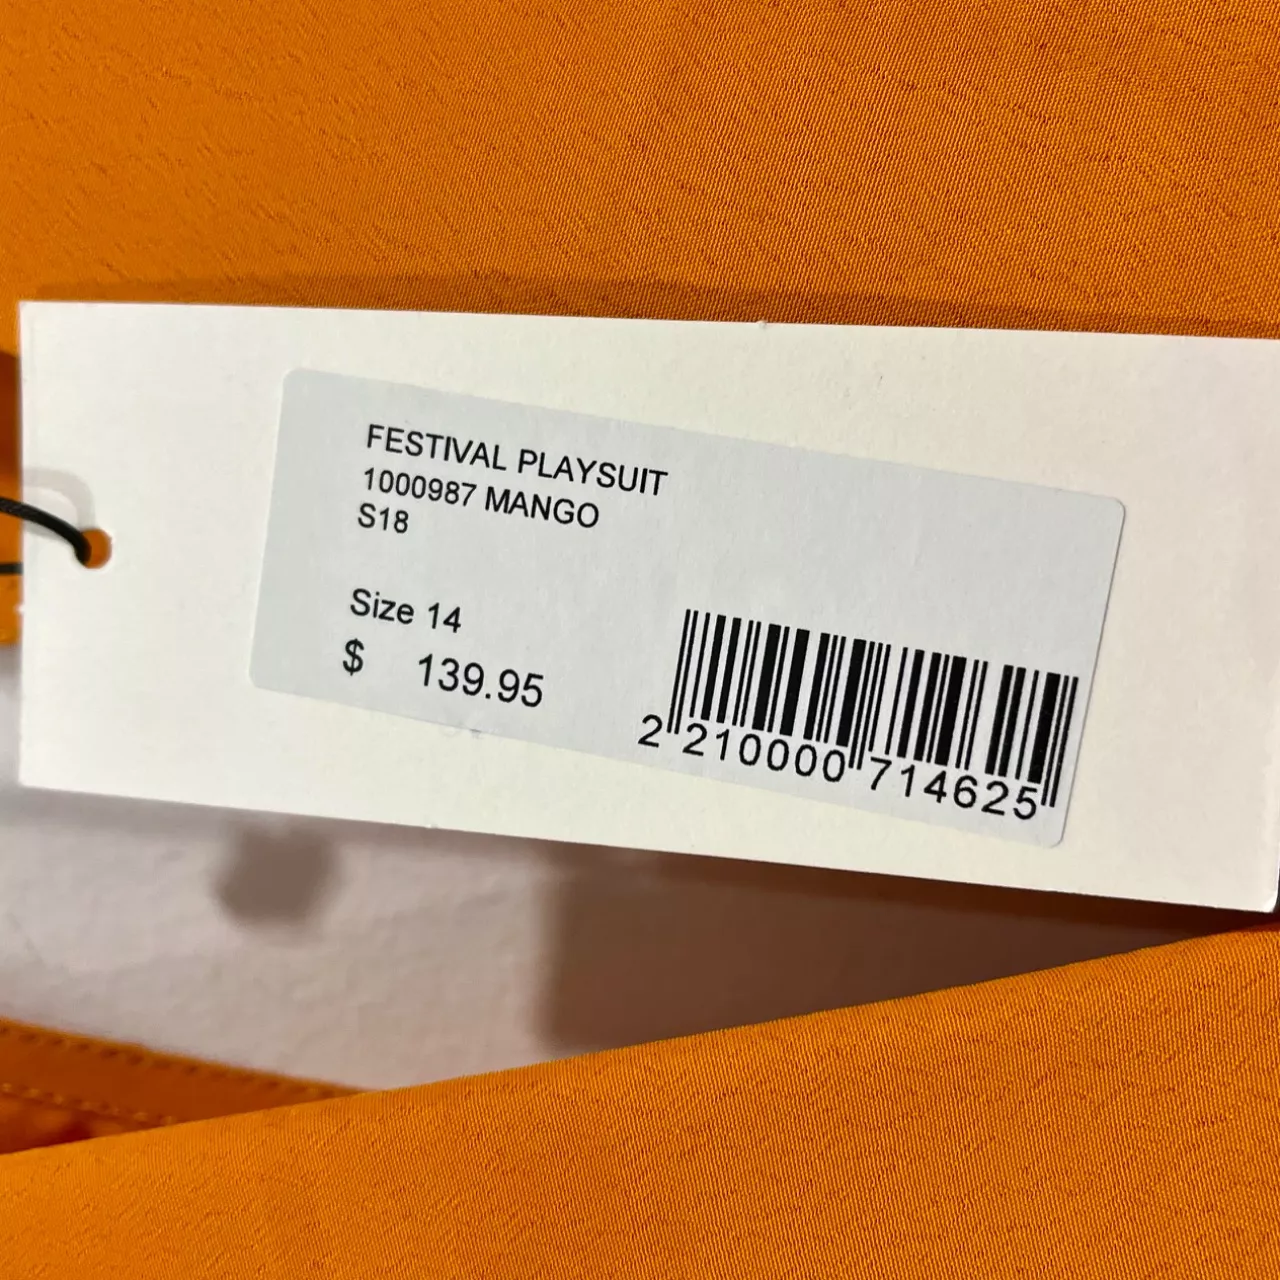 FESTIVAL PLAYSUIT
1000987 MANGO
S18
Size 14
$ 139.95
2 210000 714625